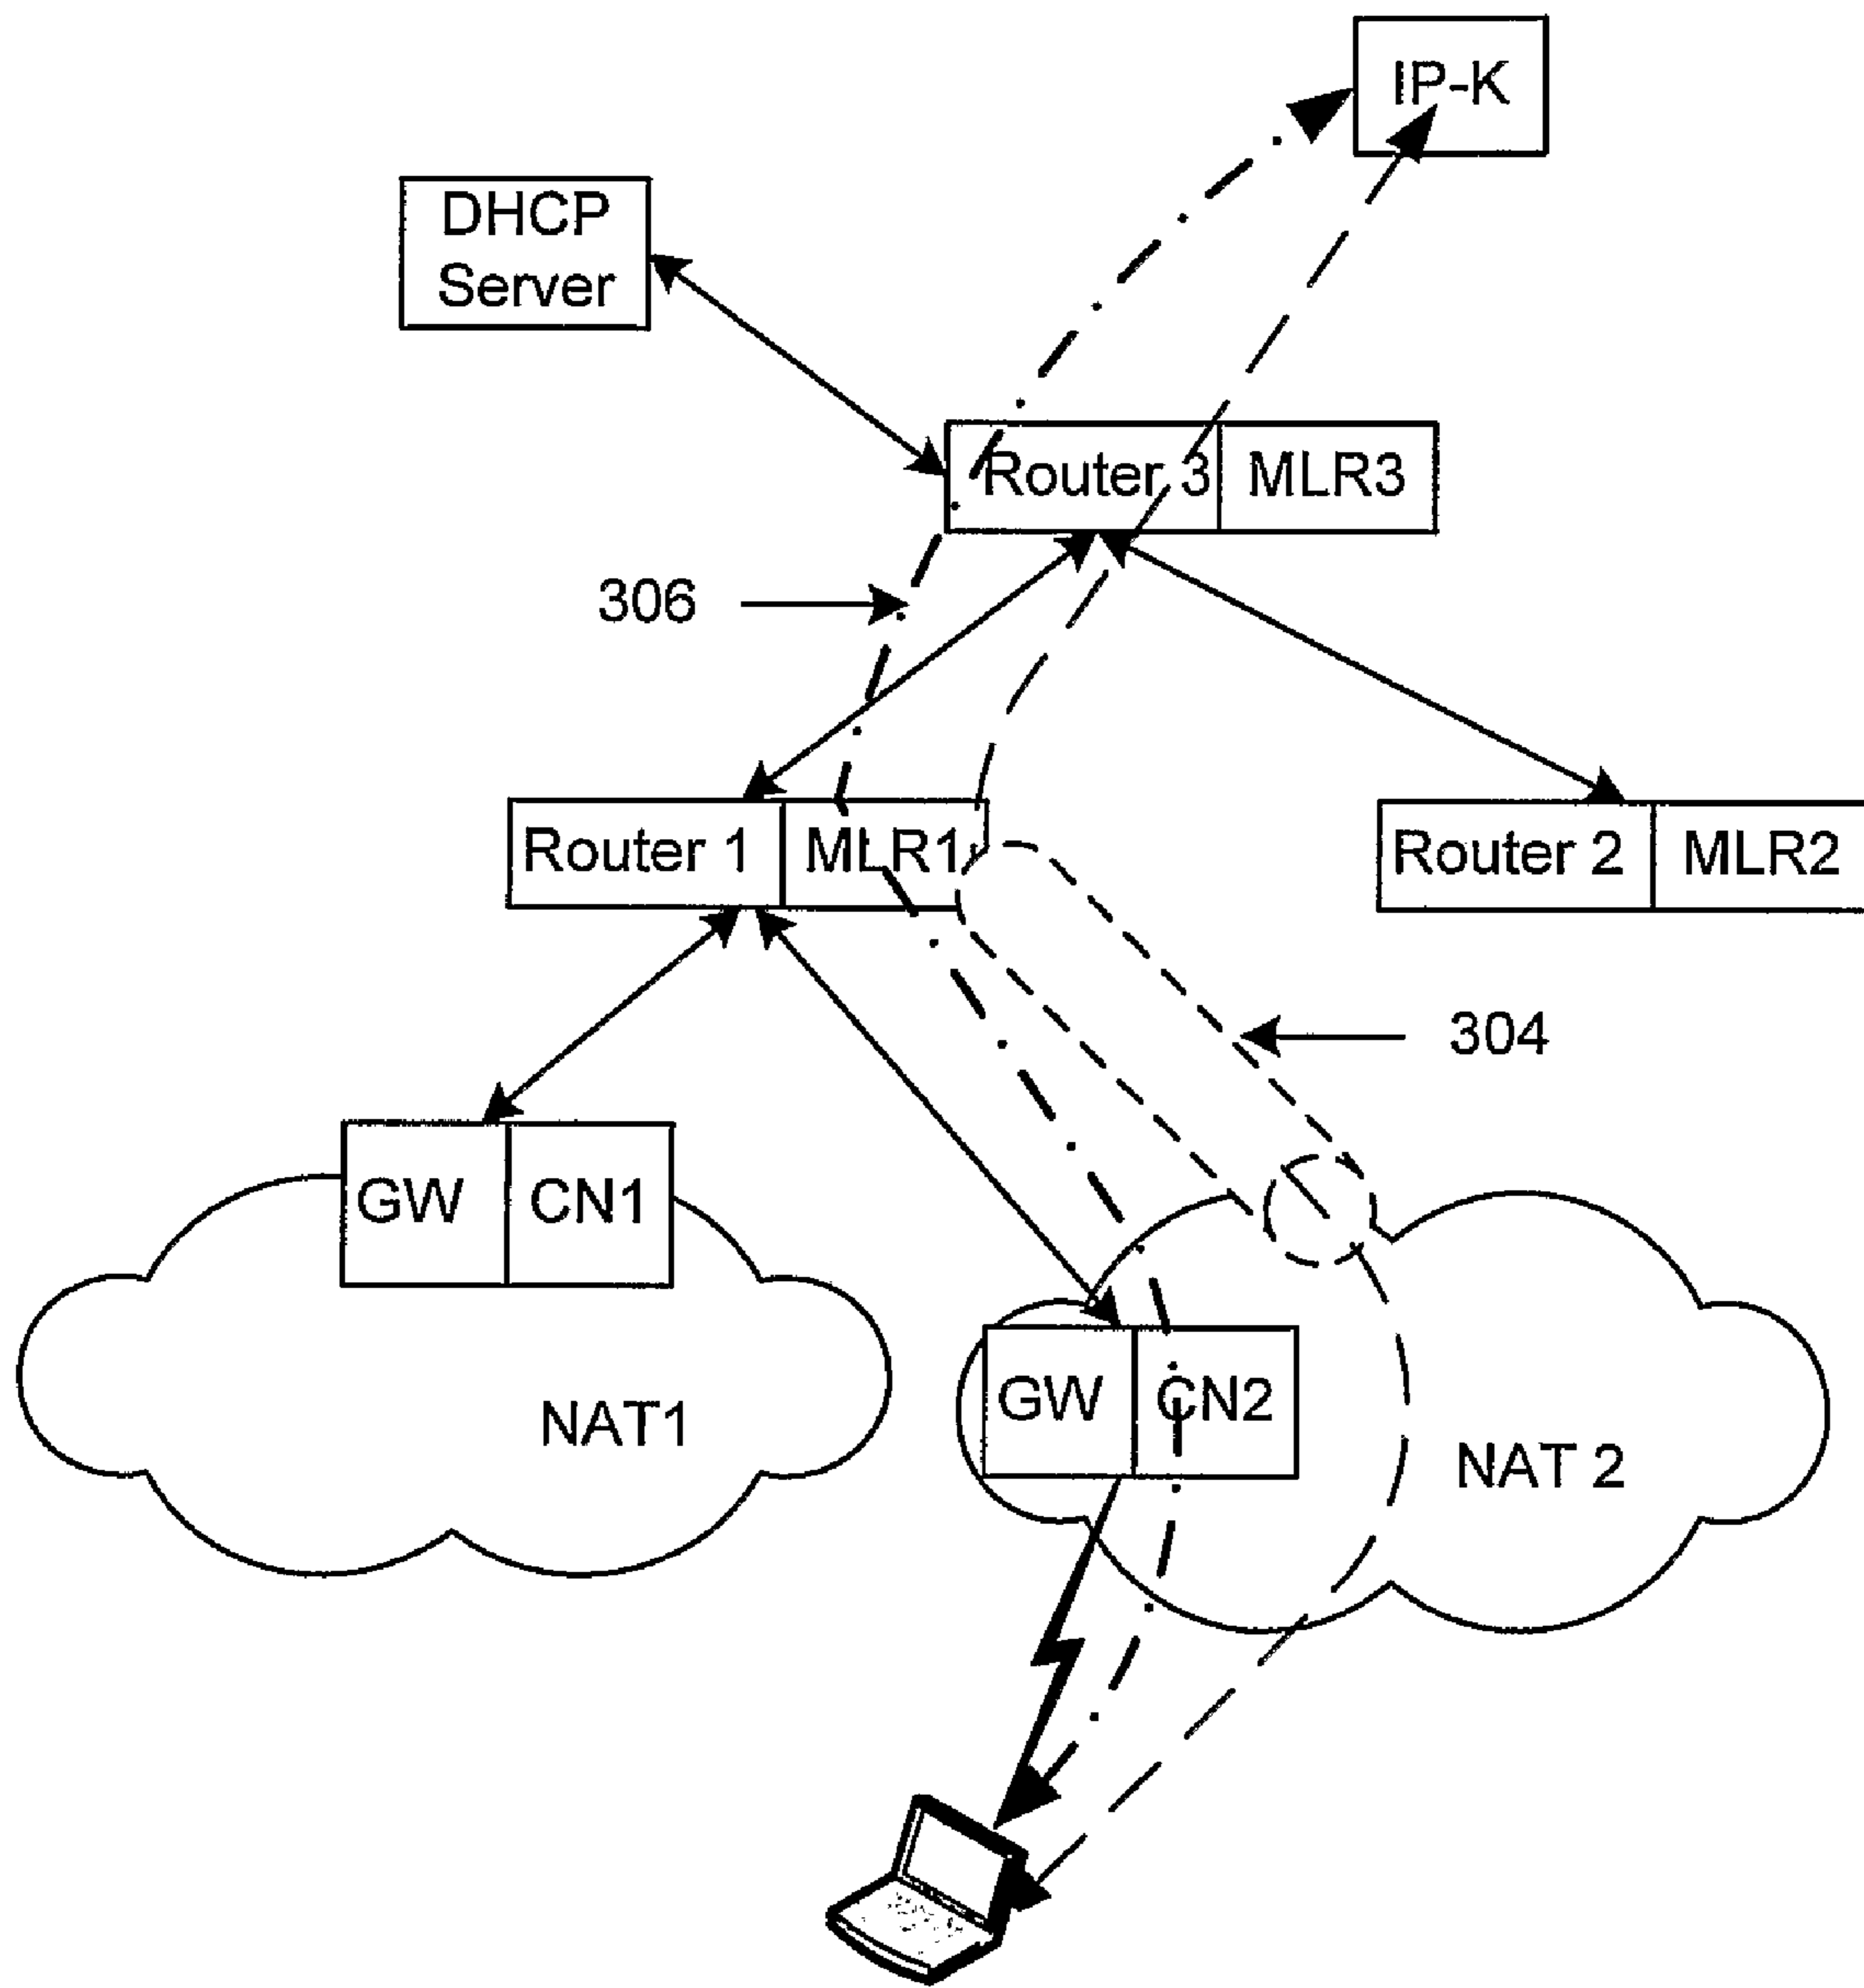 IP-K
DHCP
Server
Router 3
MLR3
306
Router 1
MLR1
Router 2
MLR2
304
GW
CN1
NAT1
GW
CN2
NAT 2